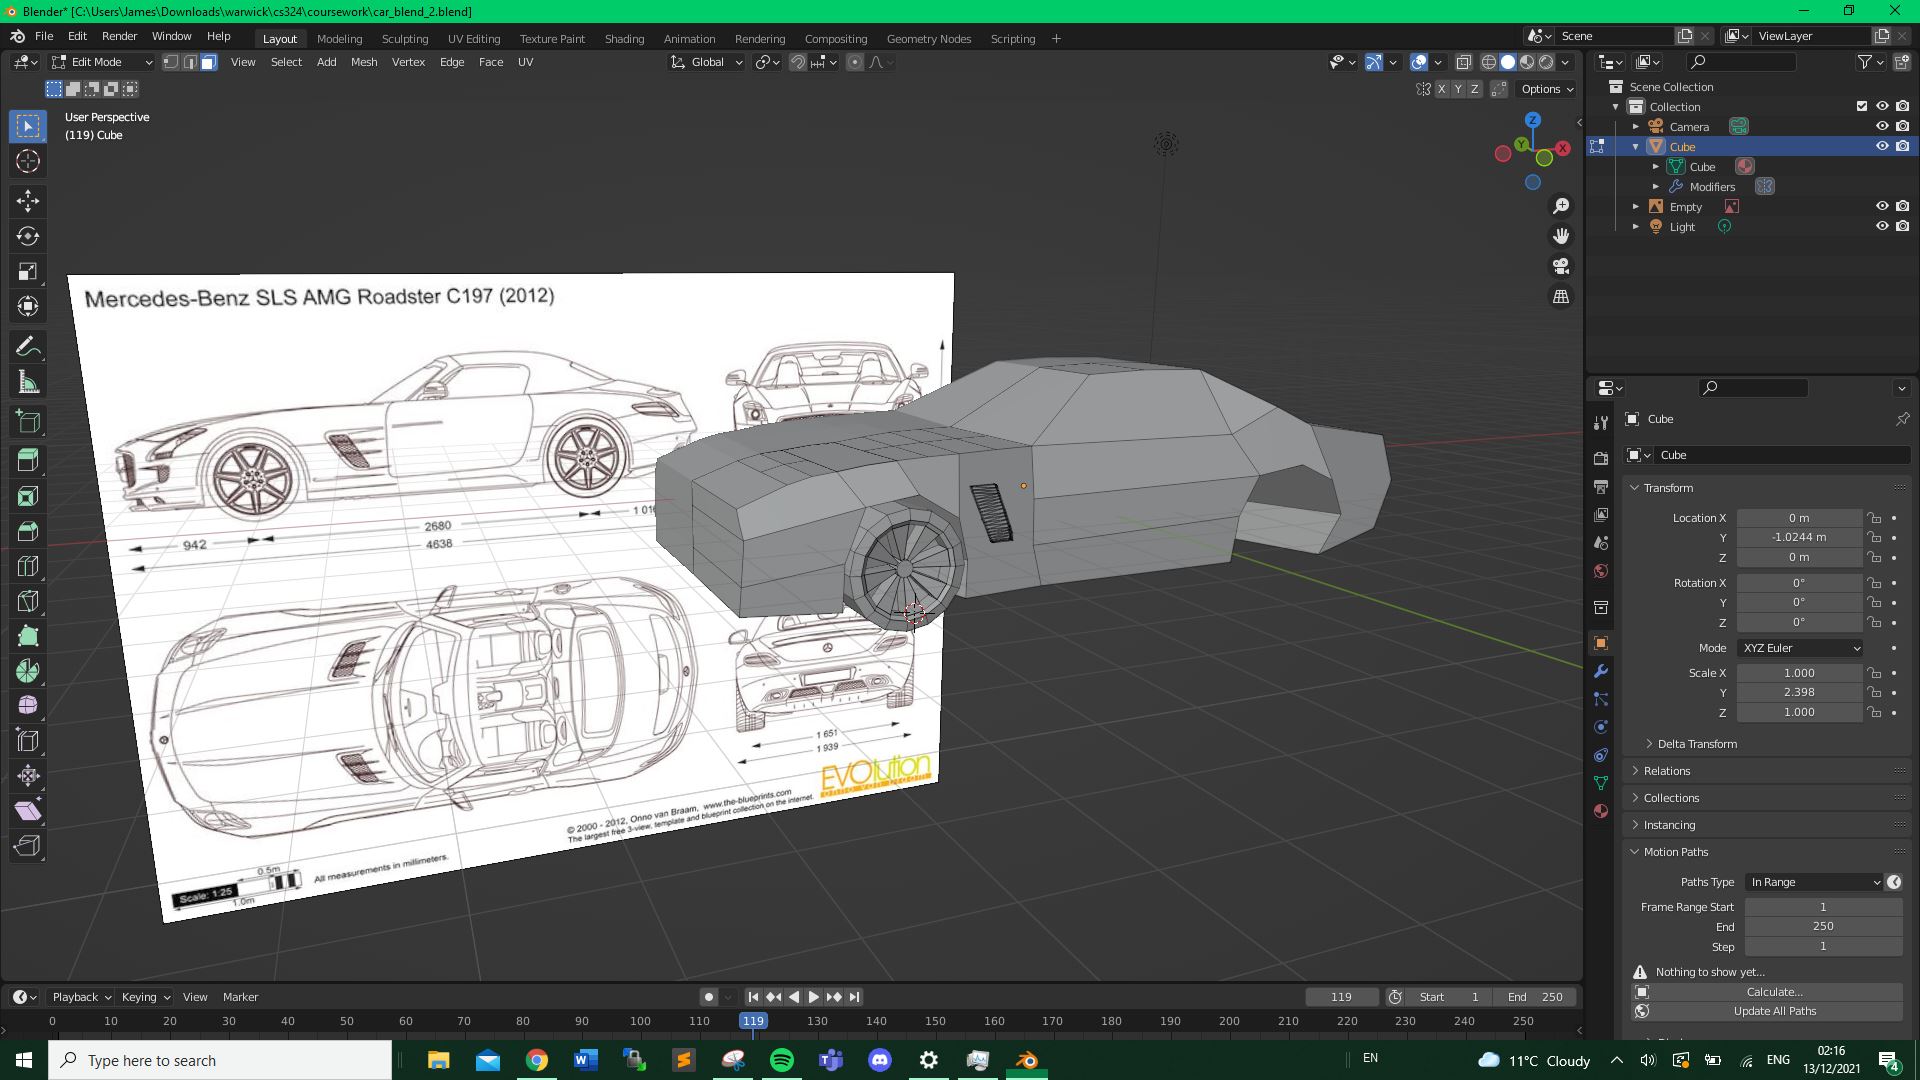 Blender* [C:\Users\James\Downloads\warwick\cs324\coursework\car_blend_2.blend]
File Edit Render Window Help
Layout Modeling Sculpting UV Editing Texture Paint Shading Animation Rendering Compositing Geometry Nodes Scripting +
Scene
ViewLayer
Edit Mode
View Select Add Mesh Vertex Edge Face UV
Global
X Y Z
Options
User Perspective
(119) Cube
Z
Y
X
Scene Collection
Collection
Camera
Cube
Cube
Modifiers
Empty
Light
Mercedes-Benz SLS AMG Roadster C197 (2012)
942
2680
4638
1 651
1 939
EVOlution
© 2000 - 2012, Onno van Braam, www.the-blueprints.com
The largest free 3-view, template and blueprint collection on the internet.
Scale: 1:25
0.5m
1.0m
All measurements in millimeters.
Cube
Cube
Transform
Location X 0 m
Y -1.0244 m
Z 0 m
Rotation X 0°
Y 0°
Z 0°
Mode XYZ Euler
Scale X 1.000
Y 2.398
Z 1.000
Delta Transform
Relations
Collections
Instancing
Motion Paths
Paths Type In Range
Frame Range Start 1
End 250
Step 1
Nothing to show yet...
Calculate...
Update All Paths
Playback Keying View Marker
119
Start 1
End 250
0 10 20 30 40 50 60 70 80 90 100 110 119 130 140 150 160 170 180 190 200 210 220 230 240 250
Type here to search
EN
11°C Cloudy
ENG
02:16
13/12/2021
4